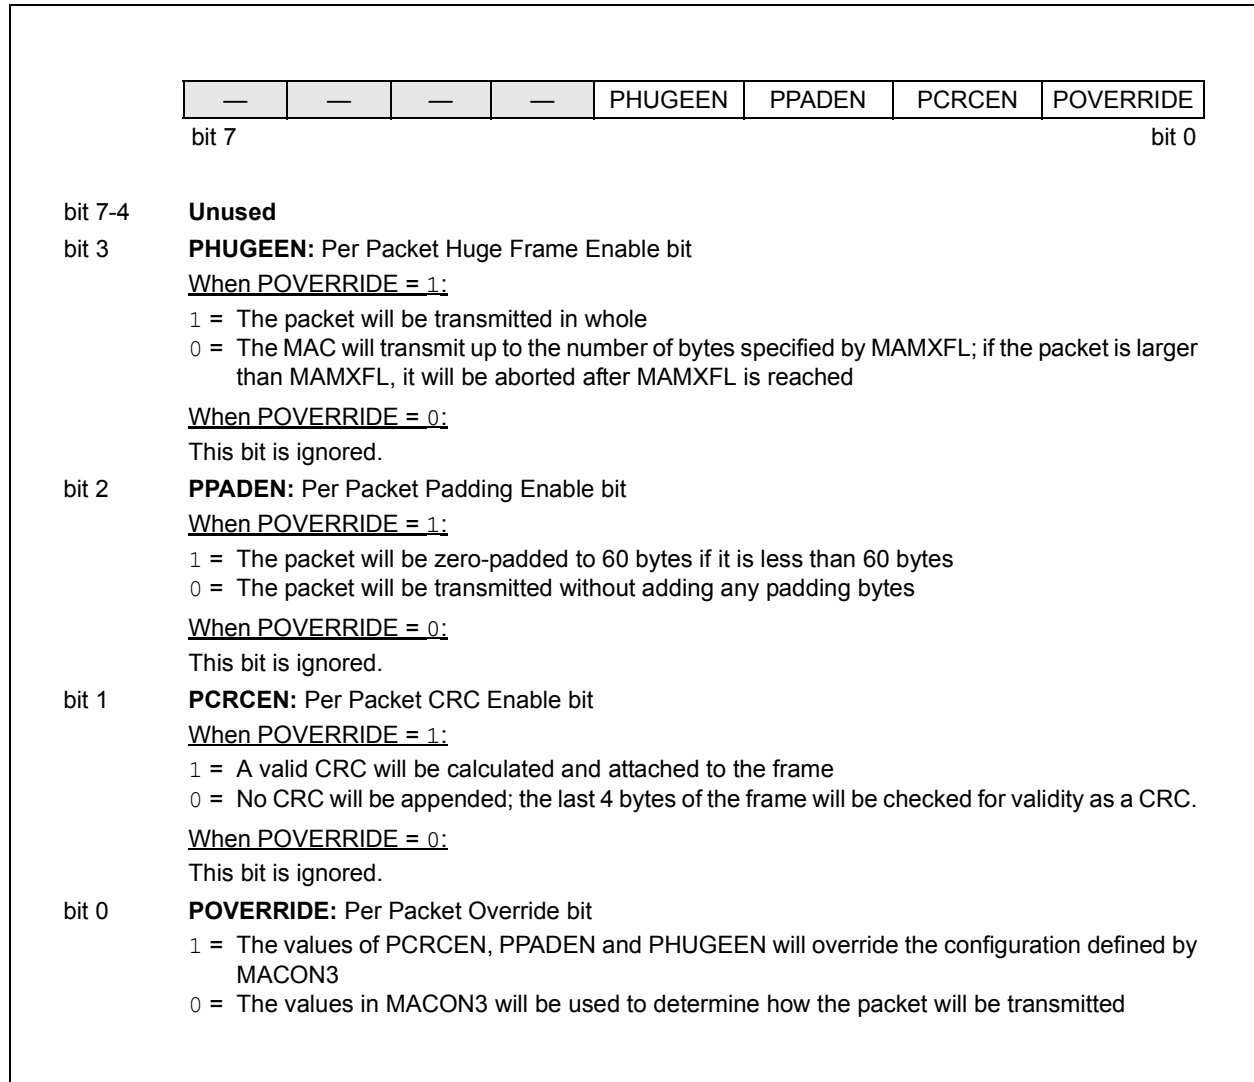 — — — — PHUGEEN PPADEN PCRCEN POVERRIDE
bit 7 bit 0
bit 7-4 Unused
bit 3 PHUGEEN: Per Packet Huge Frame Enable bit
When POVERRIDE = 1:
1 = The packet will be transmitted in whole
0 = The MAC will transmit up to the number of bytes specified by MAMXFL; if the packet is larger
than MAMXFL, it will be aborted after MAMXFL is reached
When POVERRIDE = 0:
This bit is ignored.
bit 2 PPADEN: Per Packet Padding Enable bit
When POVERRIDE = 1:
1 = The packet will be zero-padded to 60 bytes if it is less than 60 bytes
0 = The packet will be transmitted without adding any padding bytes
When POVERRIDE = 0:
This bit is ignored.
bit 1 PCRCEN: Per Packet CRC Enable bit
When POVERRIDE = 1:
1 = A valid CRC will be calculated and attached to the frame
0 = No CRC will be appended; the last 4 bytes of the frame will be checked for validity as a CRC.
When POVERRIDE = 0:
This bit is ignored.
bit 0 POVERRIDE: Per Packet Override bit
1 = The values of PCRCEN, PPADEN and PHUGEEN will override the configuration defined by
MACON3
0 = The values in MACON3 will be used to determine how the packet will be transmitted